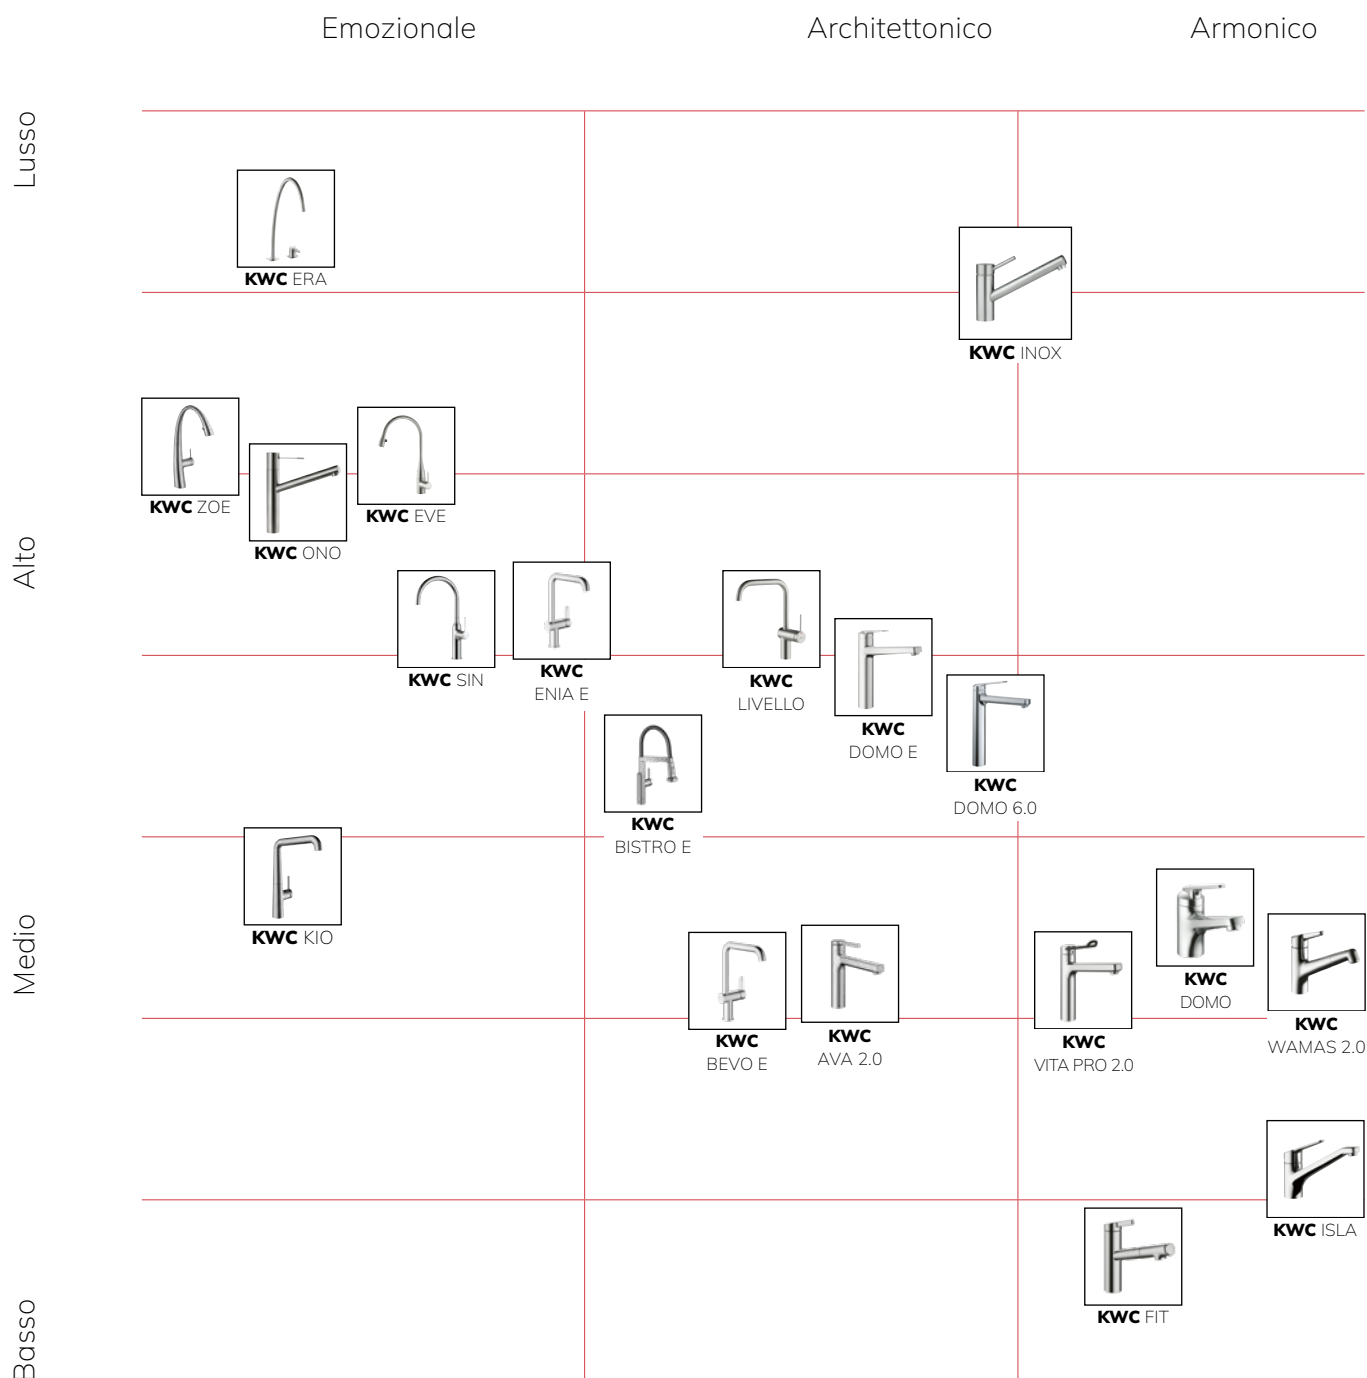 Emozionale
Architettonico
Armonico
Lusso
KWC ERA
KWC INOX
Alto
KWC ZOE
KWC ONO
KWC EVE
KWC SIN
KWC
ENIA E
KWC
LIVELLO
KWC
DOMO E
KWC
DOMO 6.0
KWC
BISTRO E
Medio
KWC KIO
KWC
BEVO E
KWC
AVA 2.0
KWC
VITA PRO 2.0
KWC
DOMO
KWC
WAMAS 2.0
KWC ISLA
Basso
KWC FIT